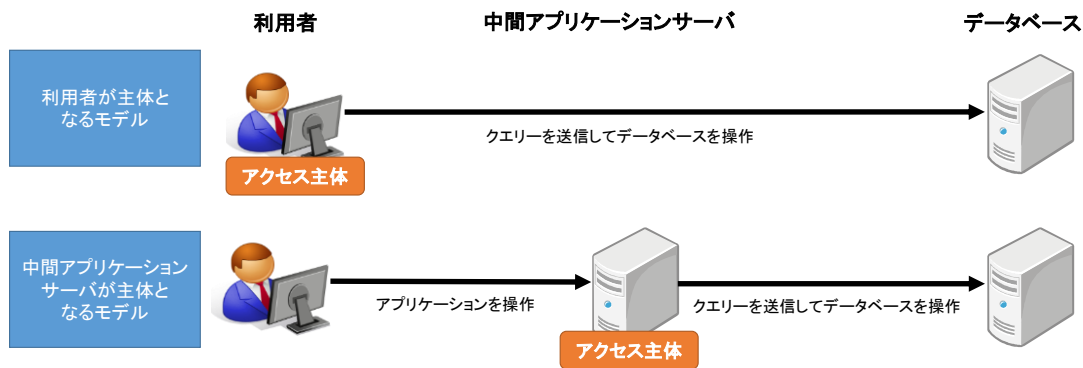 利用者
中間アプリケーションサーバ
データベース
利用者が主体と
なるモデル
クエリーを送信してデータベースを操作
アクセス主体
中間アプリケーション
サーバが主体と
なるモデル
アプリケーションを操作
クエリーを送信してデータベースを操作
アクセス主体